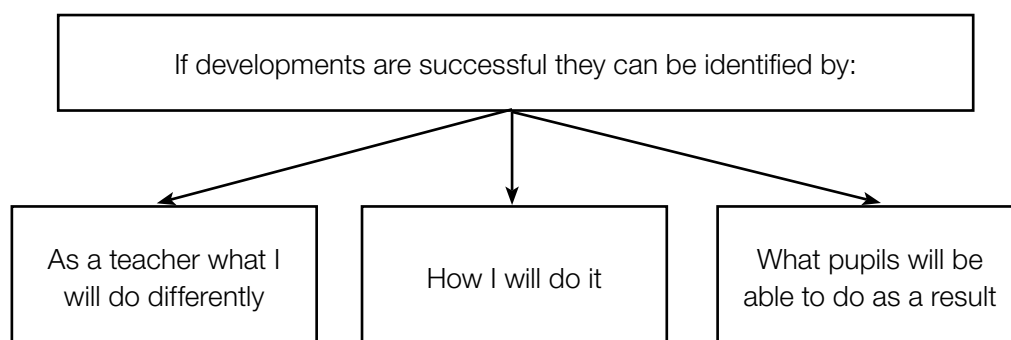 If developments are successful they can be identified by:
As a teacher what I
will do differently
How I will do it
What pupils will be
able to do as a result